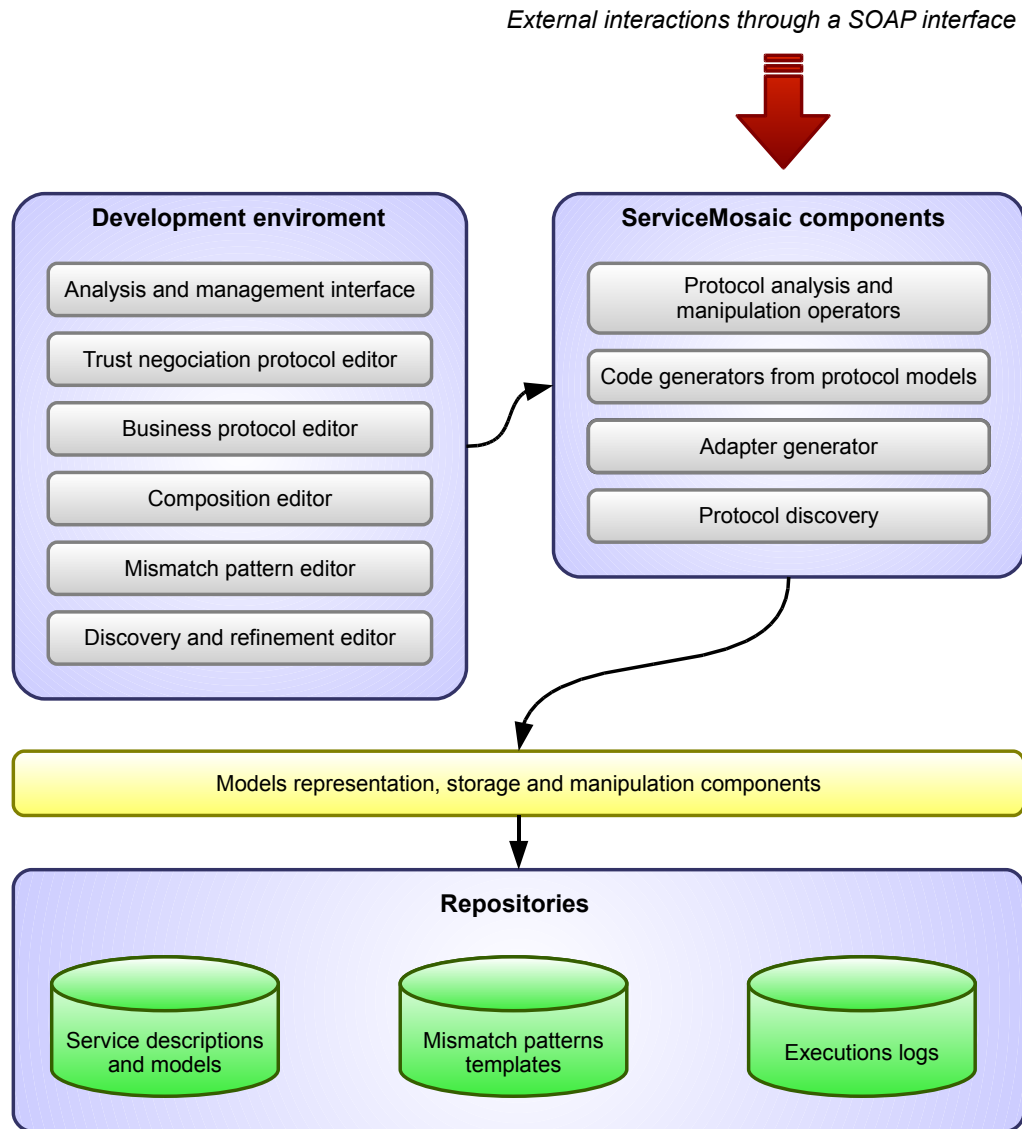 External interactions through a SOAP interface
Development enviroment
Analysis and management interface
Trust negociation protocol editor
Business protocol editor
Composition editor
Mismatch pattern editor
Discovery and refinement editor
ServiceMosaic components
Protocol analysis and
manipulation operators
Code generators from protocol models
Adapter generator
Protocol discovery
Models representation, storage and manipulation components
Repositories
Service descriptions
and models
Mismatch patterns
templates
Executions logs